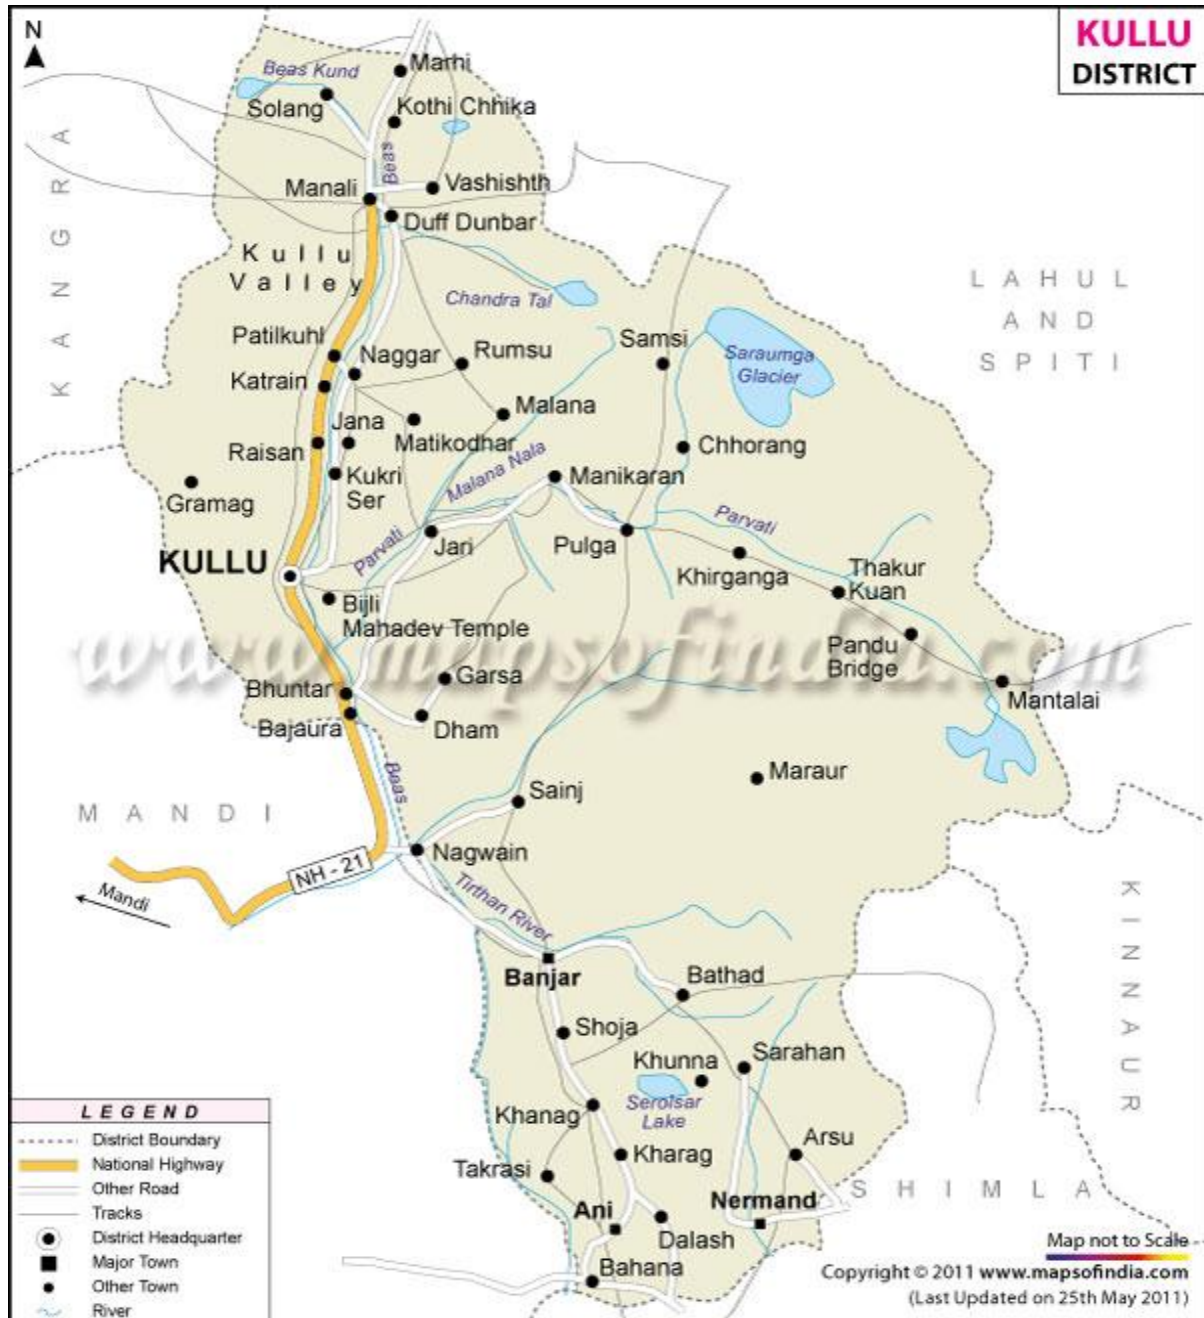 KULLU
DISTRICT
N
Beas Kund
Marhi
Solang
Kothi Chhika
Beas
Manali
Vashishth
Duff Dunbar
KANGRA
Kullu
Valley
LAHUL
AND
SPITI
Chandra Tal
Patilkuhl
Naggar
Rumsu
Samsi
Saraumga
Glacier
Katrain
Jana
Malana
Matikodhar
Raisan
Chhorang
Malana Nala
Kukri
Ser
Manikaran
Gramag
Parvati
Parvati
Jari
Pulga
KULLU
Khirganga
Thakur
Kuan
Bijli
Mahadev Temple
www.mapsofindia.com
Pandu
Bridge
Garsa
Bhuntar
Mantalai
Bajaura
Dham
Beas
Maraur
Sainj
MANDI
Nagwain
NH - 21
Mandi
Tirthan River
KINNAUR
Banjar
Bathad
Shoja
Khunna
Sarahan
Serolsar
Lake
Khanag
Arsu
Kharag
Takrasi
SHIMLA
Ani
Nermand
Dalash
Bahana
LEGEND
District Boundary
National Highway
Other Road
Tracks
District Headquarter
Major Town
Other Town
River
Map not to Scale
Copyright © 2011 www.mapsofindia.com
(Last Updated on 25th May 2011)